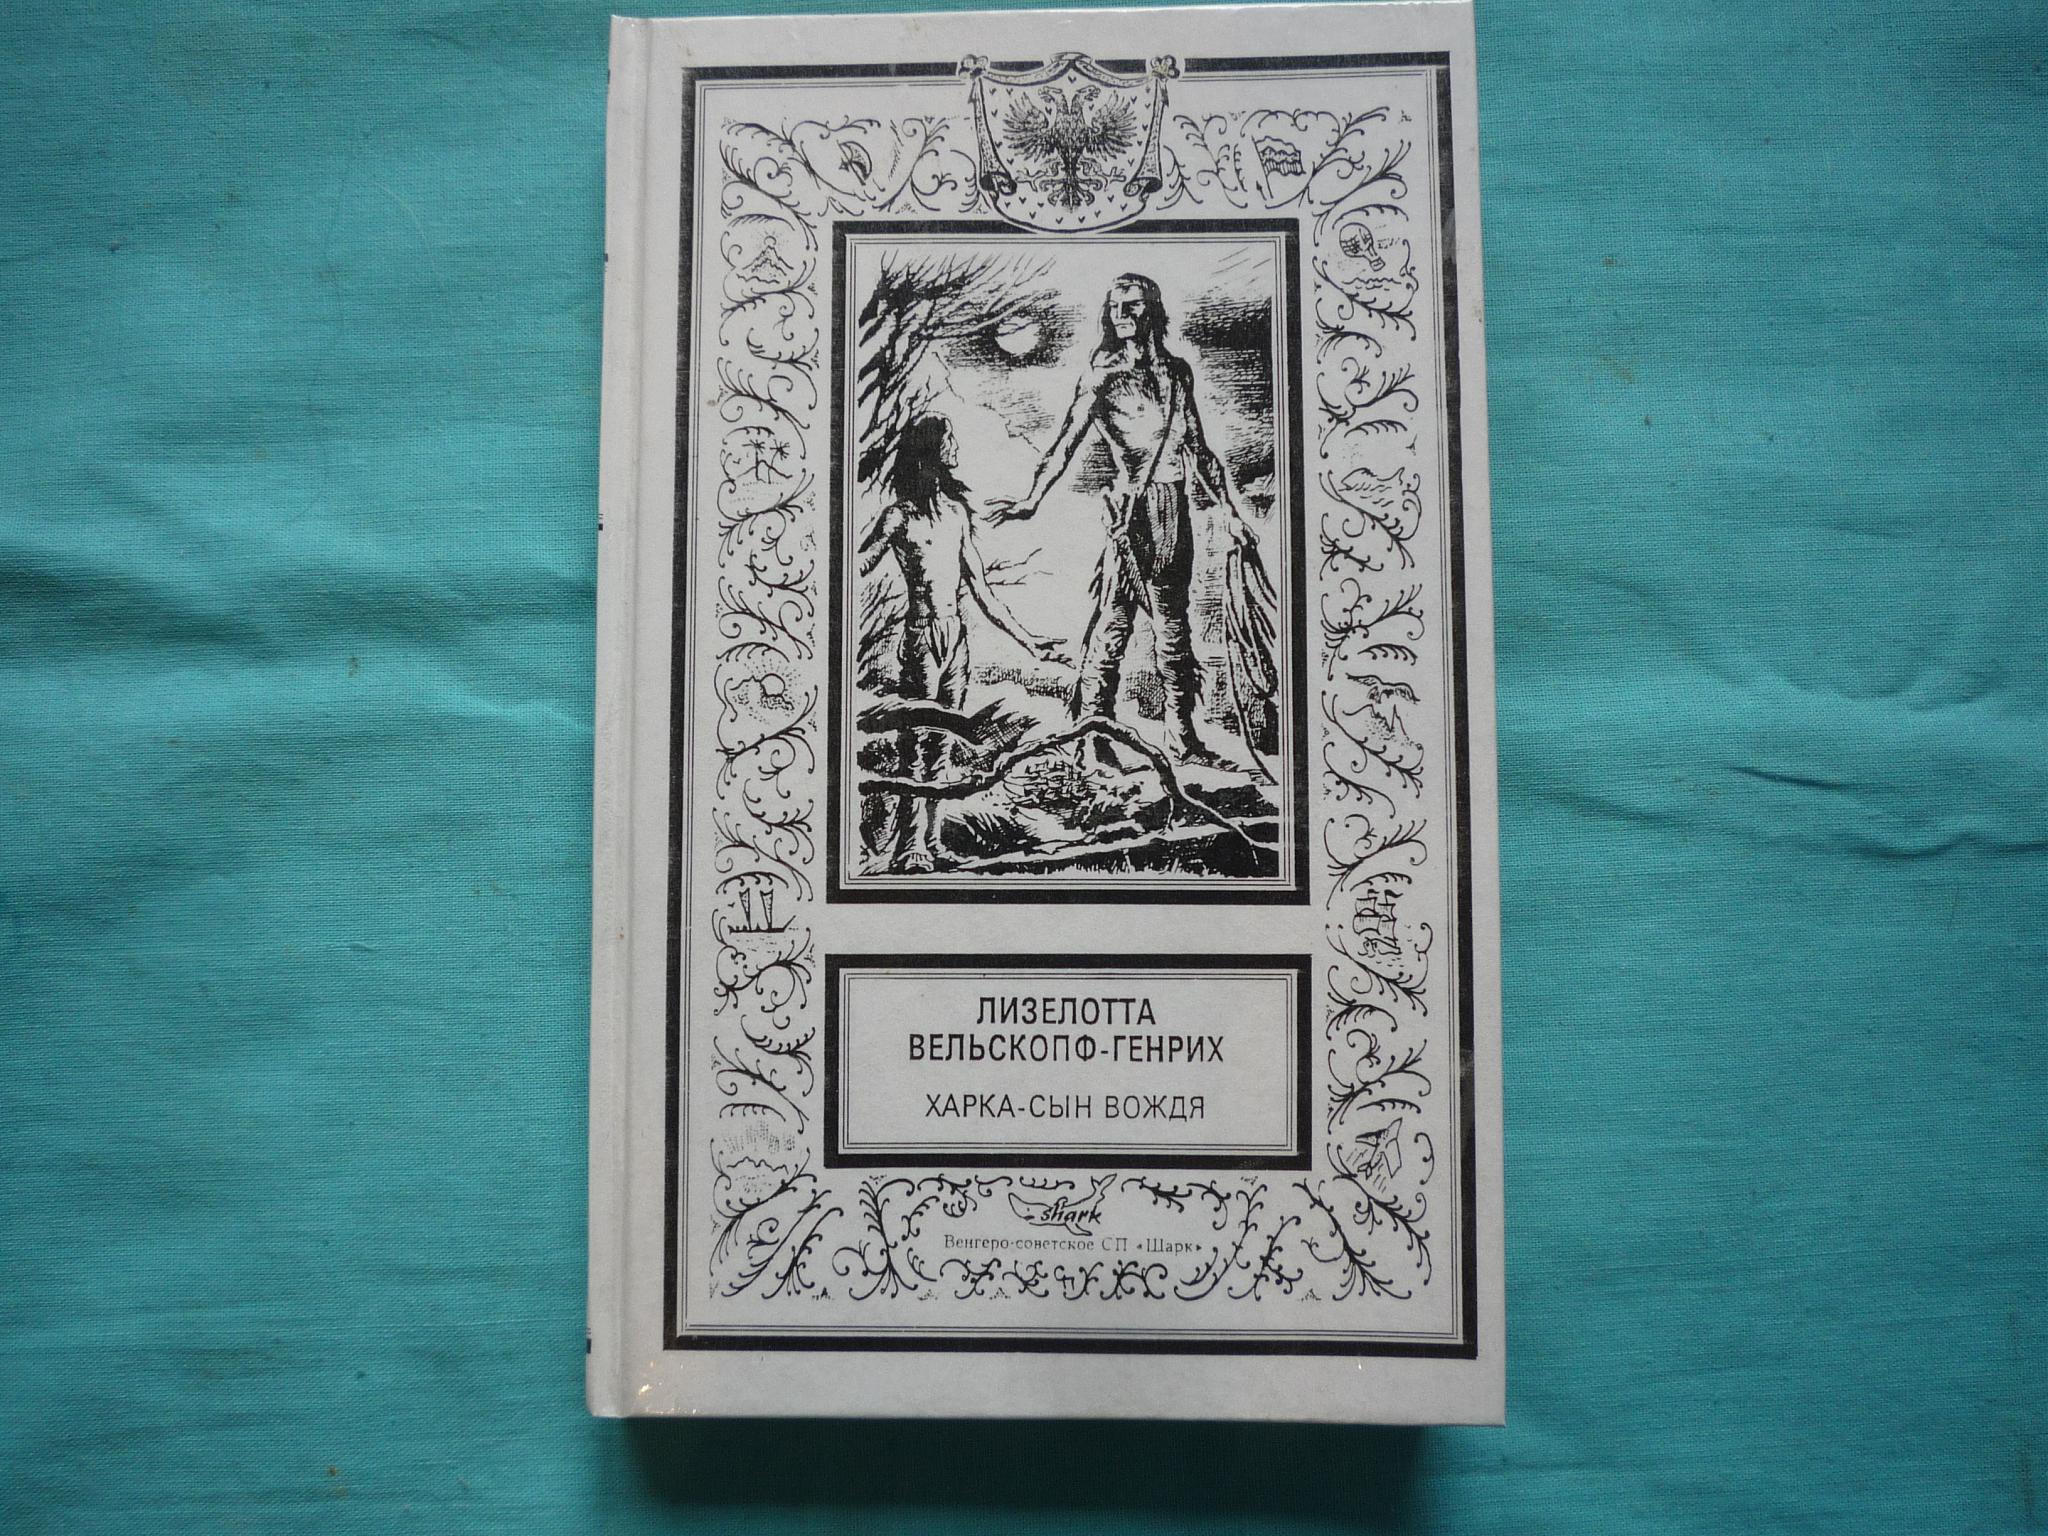 ЛИЗЕЛОТТА
ВЕЛЬСКОПФ-ГЕНРИХ
ХАРКА-СЫН ВОЖДЯ
shark
Венгеро-советское СП «Шарк»